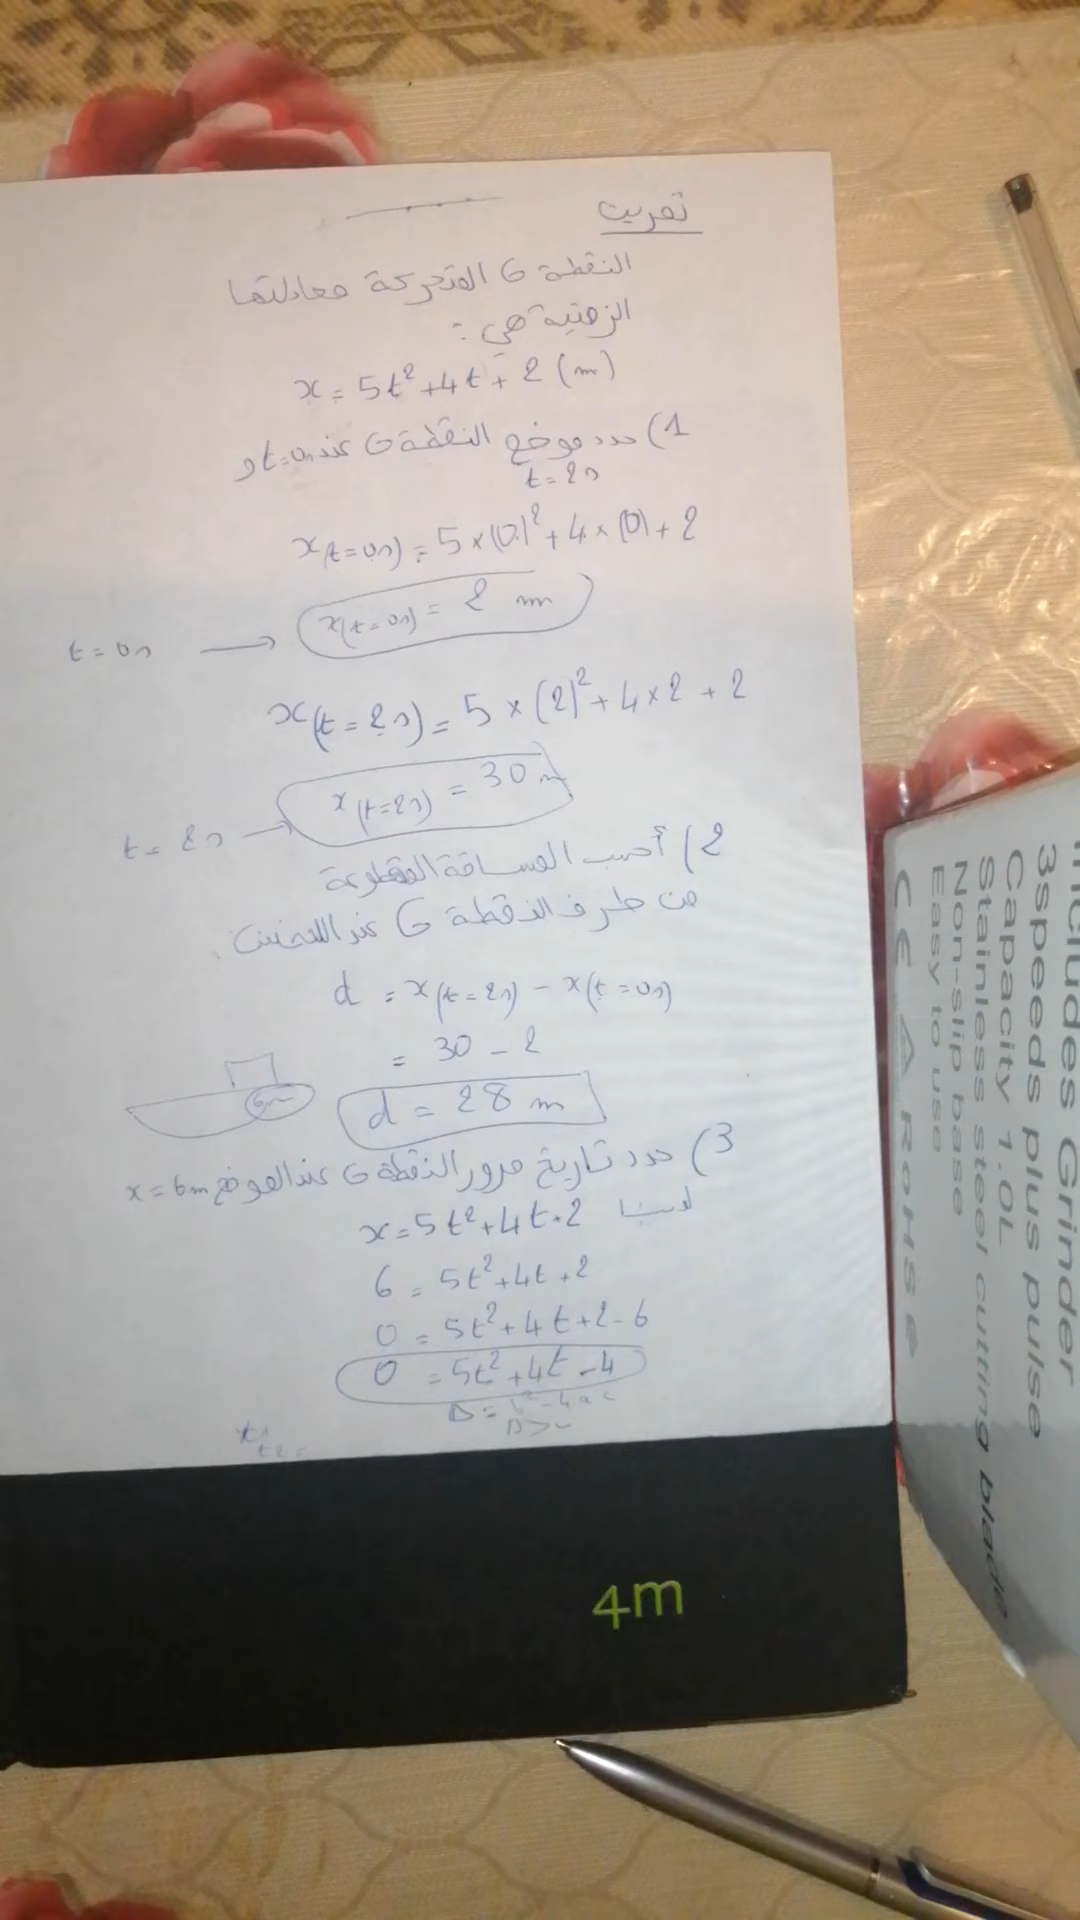 تمرين
النقطة G المتحركة معادلتها
الزمنية هي :
x = 5t² + 4t + 2 (m)
1) حدد موضع النقطة G عند t=0s و
t = 2s
x(t=0s) = 5 × (0)² + 4 × (0) + 2
t = 0s → x(t=0s) = 2 m
x(t=2s) = 5 × (2)² + 4 × 2 + 2
t = 2s → x(t=2s) = 30 m
2) أحسب المسافة المقطوعة
من طرف النقطة G عند اللحظتين .
d = x(t=2s) - x(t=0s)
= 30 - 2
d = 28 m
6m
3) حدد تاريخ مرور النقطة G عند الموضع x = 6m
لدينا x = 5t² + 4t + 2
6 = 5t² + 4t + 2
0 = 5t² + 4t + 2 - 6
0 = 5t² + 4t - 4
Δ = b² - 4ac
4m
Includes Grinder
3speeds plus pulse
Capacity 1.0L
Stainless steel cutting blade
Non-slip base
Easy to use
CE RoHS